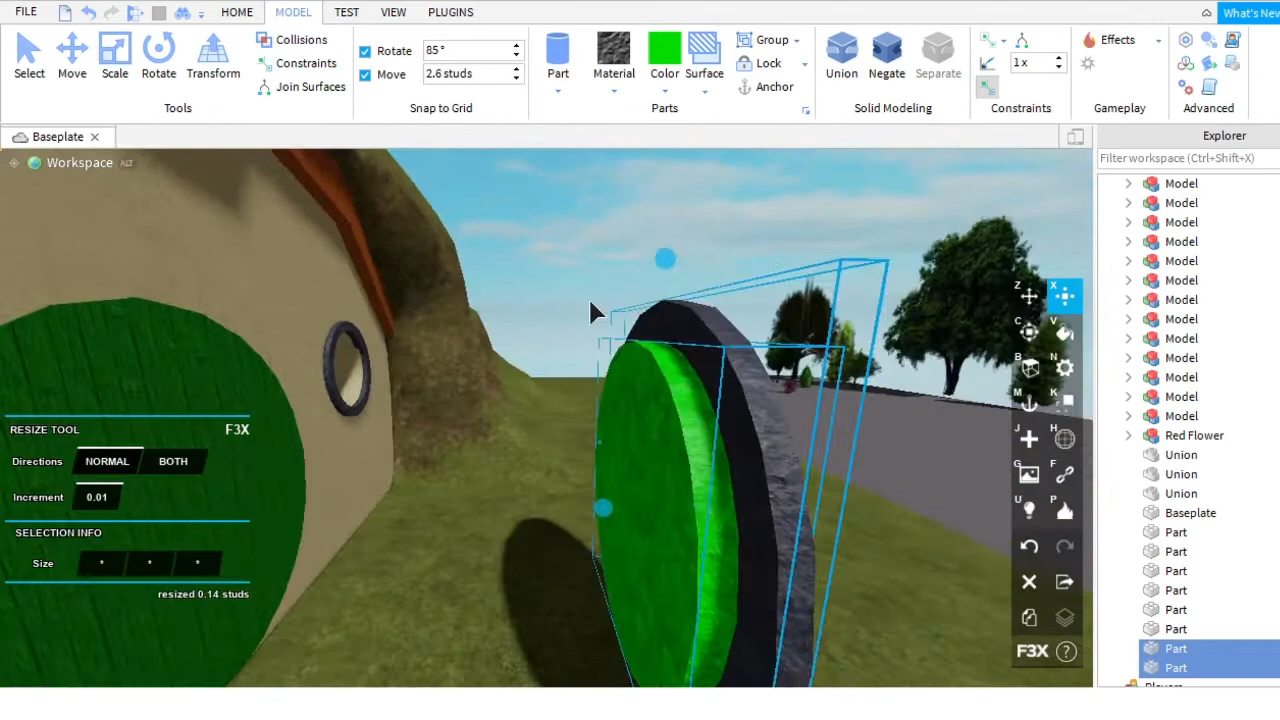 FILE HOME MODEL TEST VIEW PLUGINS What's New
Select Move Scale Rotate Transform
Collisions
Constraints
Join Surfaces
Tools
Rotate 85°
Move 2.6 studs
Snap to Grid
Part Material Color Surface
Group
Lock
Anchor
Parts
Union Negate Separate
Solid Modeling
1x
Constraints
Effects
Gameplay
Advanced
Baseplate
Workspace ALT
Explorer
Filter workspace (Ctrl+Shift+X)
Model
Model
Model
Model
Model
Model
Model
Model
Model
Model
Model
Model
Model
Red Flower
Union
Union
Union
Baseplate
Part
Part
Part
Part
Part
Part
Part
Part
Z X
C V
B N
M K
J H
G F
U P
F3X ?
RESIZE TOOL F3X
Directions NORMAL BOTH
Increment 0.01
SELECTION INFO
Size * * *
resized 0.14 studs